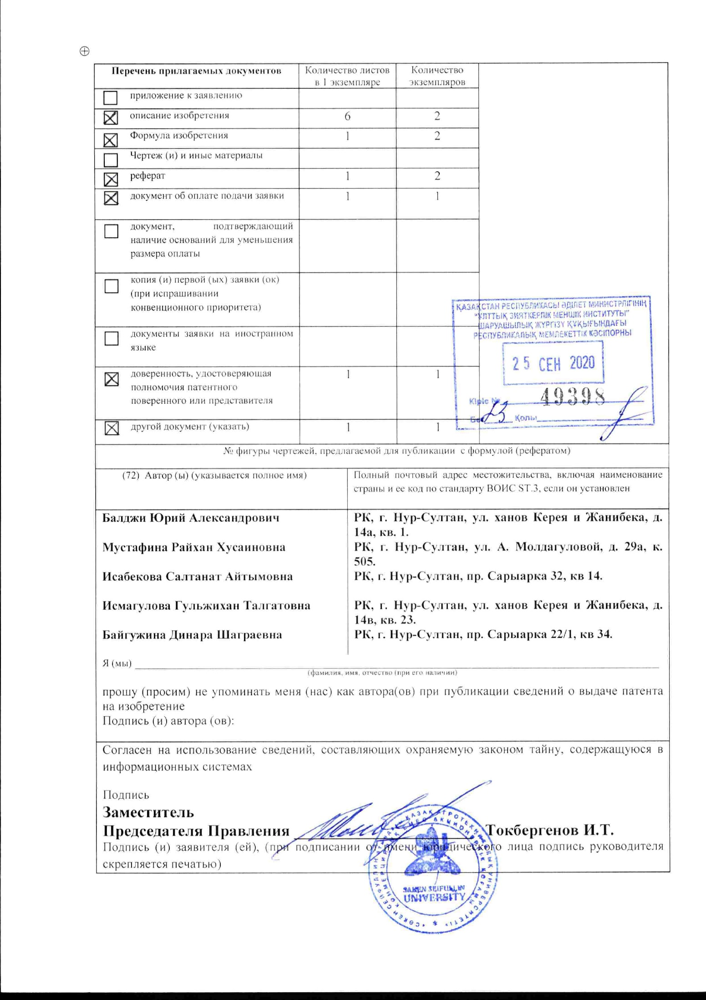 Перечень прилагаемых документов
Количество листов в 1 экземпляре
Количество экземпляров
приложение к заявлению
описание изобретения 6 2
Формула изобретения 1 2
Чертеж (и) и иные материалы
реферат 1 2
документ об оплате подачи заявки 1 1
документ, подтверждающий
наличие оснований для уменьшения
размера оплаты
копия (и) первой (ых) заявки (ок)
(при испрашивании
конвенционного приоритета)
ҚАЗАҚСТАН РЕСПУБЛИКАСЫ ӘДІЛЕТ МИНИСТРЛІГІНІҢ
"ҰЛТТЫҚ ЗИЯТКЕРЛІК МЕНШІК ИНСТИТУТЫ"
ШАРУАШЫЛЫҚ ЖҮРГІЗУ ҚҰҚЫҒЫНДАҒЫ
РЕСПУБЛИКАЛЫҚ МЕМЛЕКЕТТІК КӘСІПОРНЫ
25 СЕН 2020
49398
Кіріс №
Қолы
документы заявки на иностранном
языке
доверенность, удостоверяющая 1 1
полномочия патентного
поверенного или представителя
другой документ (указать) 1 1
№ фигуры чертежей, предлагаемой для публикации с формулой (рефератом)
(72) Автор (ы) (указывается полное имя)
Полный почтовый адрес местожительства, включая наименование
страны и ее код по стандарту ВОИС ST.3, если он установлен
Балджи Юрий Александрович
РК, г. Нур-Султан, ул. ханов Керея и Жанибека, д.
14а, кв. 1.
Мустафина Райхан Хусаиновна
РК, г. Нур-Султан, ул. А. Молдагуловой, д. 29а, к.
505.
Исабекова Салтанат Айтымовна
РК, г. Нур-Султан, пр. Сарыарка 32, кв 14.
Исмагулова Гульжихан Талгатовна
РК, г. Нур-Султан, ул. ханов Керея и Жанибека, д.
14в, кв. 23.
Байгужина Динара Шаграевна
РК, г. Нур-Султан, пр. Сарыарка 22/1, кв 34.
Я (мы)
(фамилия, имя, отчество (при его наличии)
прошу (просим) не упоминать меня (нас) как автора(ов) при публикации сведений о выдаче патента
на изобретение
Подпись (и) автора (ов):
Согласен на использование сведений, составляющих охраняемую законом тайну, содержащуюся в
информационных системах
Подпись
Заместитель
Председателя Правления Токбергенов И.Т.
Подпись (и) заявителя (ей), (при подписании от имени юридического лица подпись руководителя
скрепляется печатью)
SAKEN SEIFULLIN
UNIVERSITY